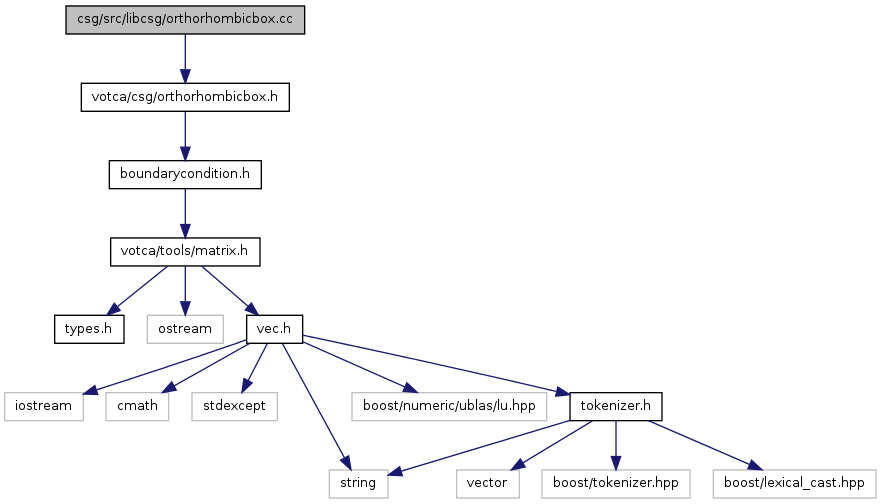 csg/src/libcsg/orthorhombicbox.cc
votca/csg/orthorhombicbox.h
boundarycondition.h
votca/tools/matrix.h
types.h
ostream
vec.h
iostream
cmath
stdexcept
boost/numeric/ublas/lu.hpp
tokenizer.h
string
vector
boost/tokenizer.hpp
boost/lexical_cast.hpp